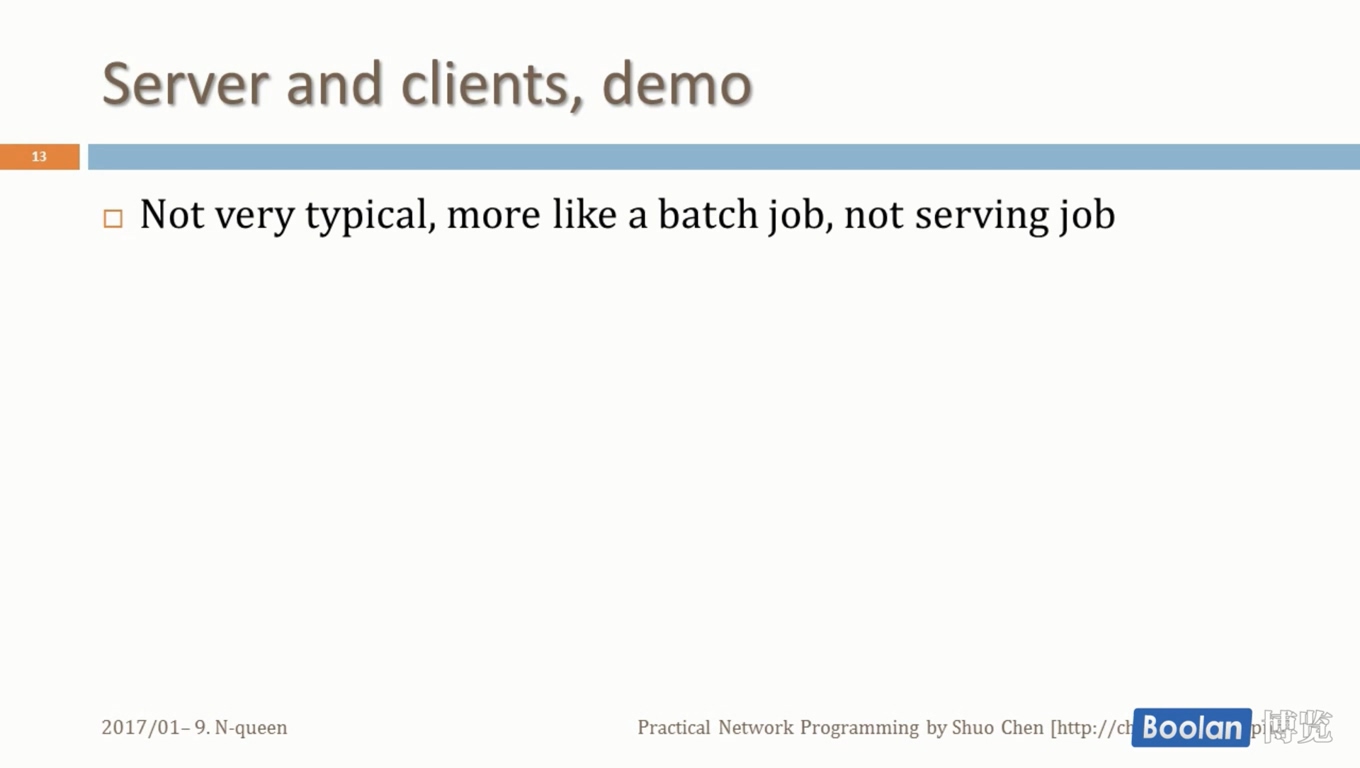 Server and clients, demo
13
Not very typical, more like a batch job, not serving job
2017/01– 9. N-queen
Practical Network Programming by Shuo Chen [http://ch
Boolan 博览